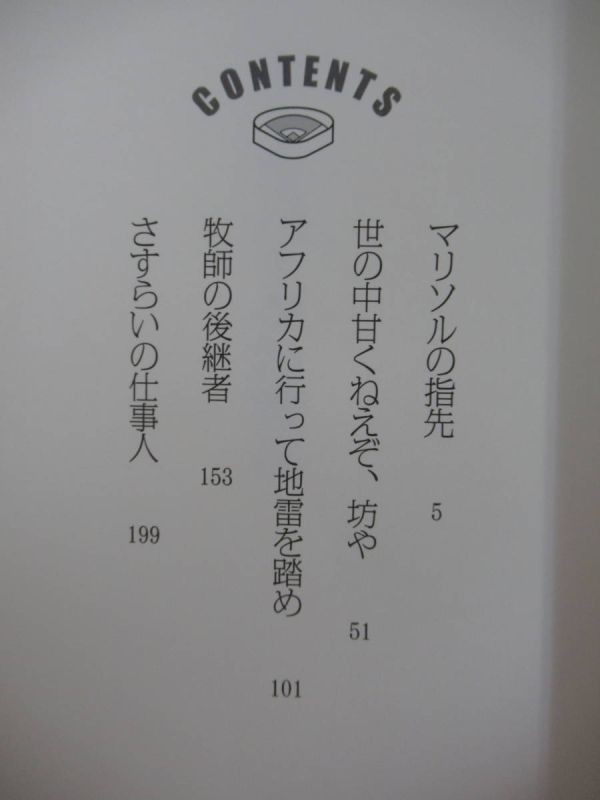 CONTENTS
マリソルの指先
5
世の中甘くねえぞ、坊や
51
アフリカに行って地雷を踏め
101
牧師の後継者
153
さすらいの仕事人
199